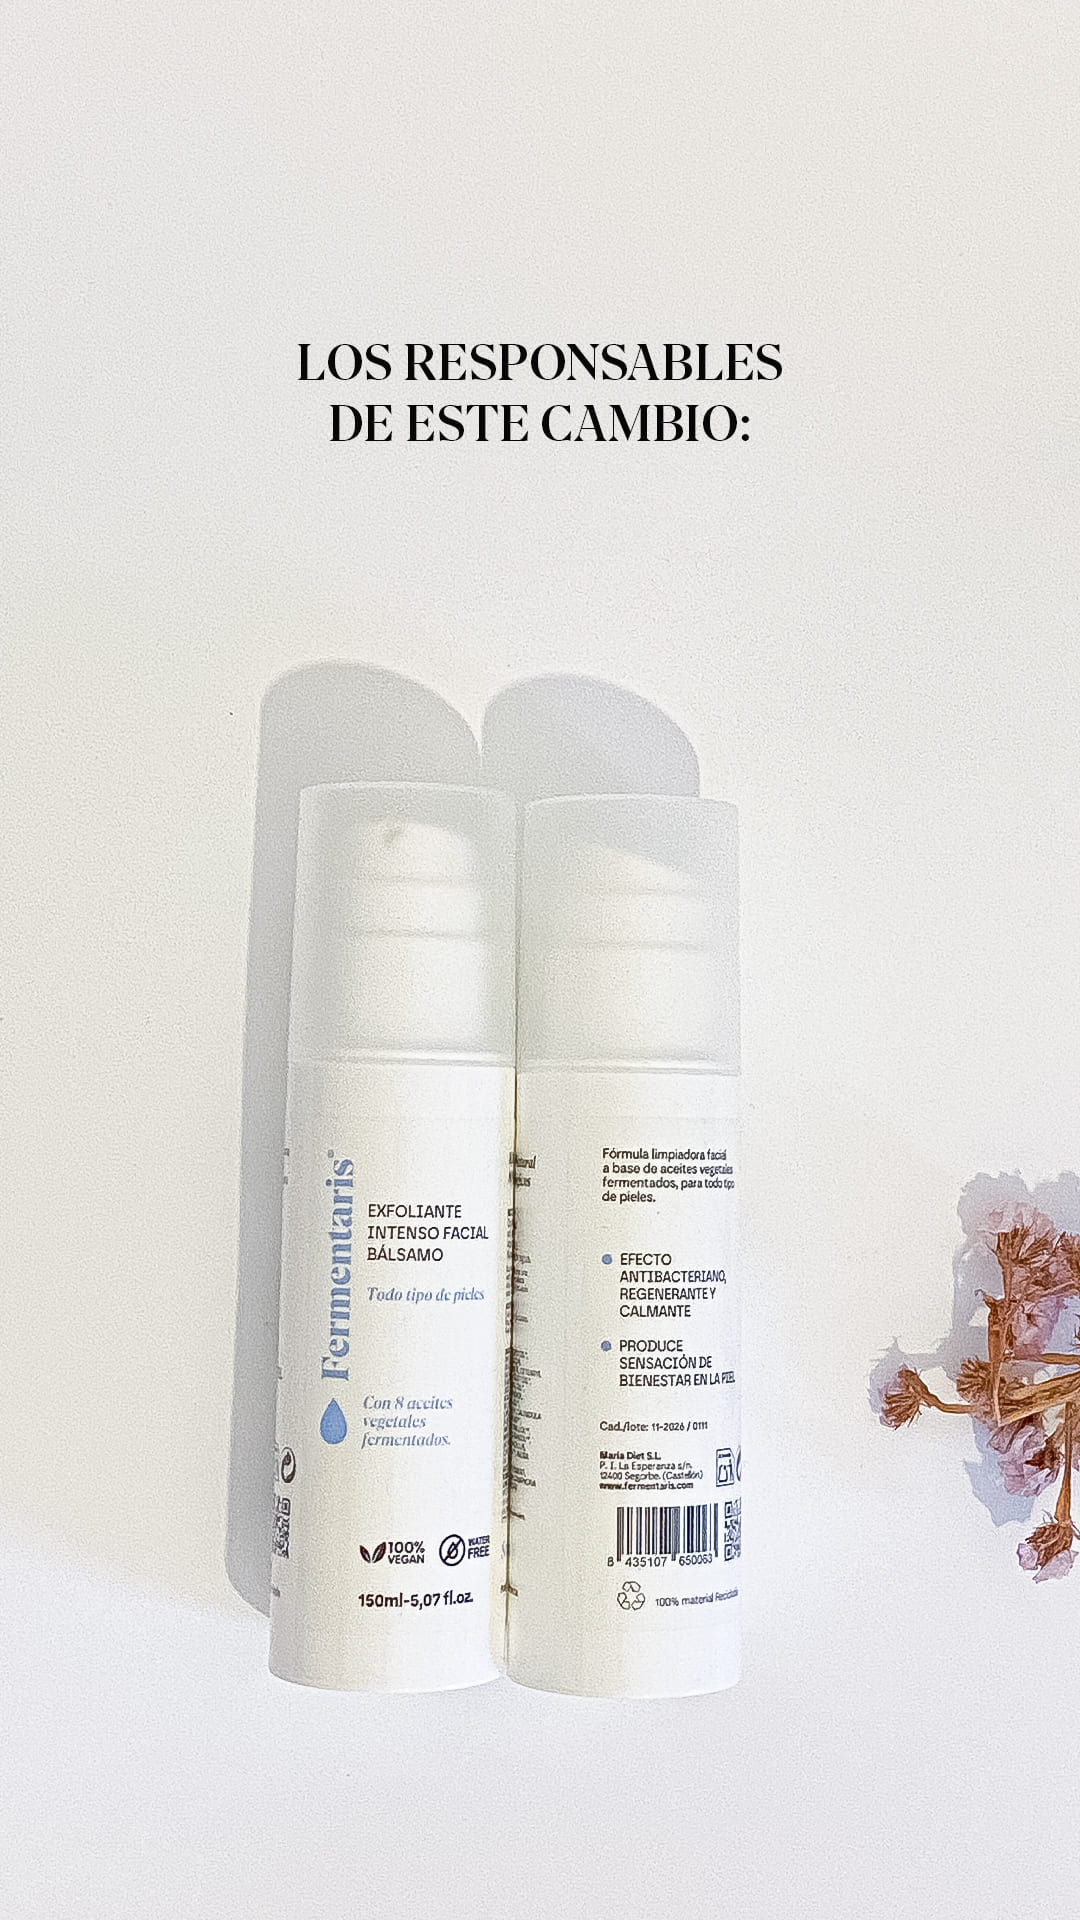 LOS RESPONSABLES
DE ESTE CAMBIO:
Fermentaris®
EXFOLIANTE
INTENSO FACIAL
BÁLSAMO
Todo tipo de pieles
Con 8 aceites
vegetales
fermentados.
100%
VEGAN
WATER
FREE
150ml-5,07 fl.oz.
Fórmula limpiadora facial
a base de aceites vegetales
fermentados, para todo tipo
de pieles.
EFECTO
ANTIBACTERIANO,
REGENERANTE Y
CALMANTE
PRODUCE
SENSACIÓN DE
BIENESTAR EN LA PIEL
Cad./lote: 11-2026 / 0111
Maria Diet S.L.
P. I. La Esperanza s/n.
12400 Segorbe. (Castellón)
www.fermentaris.com
8 435107 650063
100% material